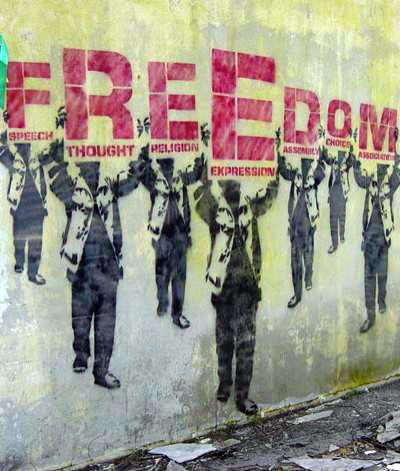 FREEDOM
SPEECH THOUGHT RELIGION EXPRESSION ASSEMBLY CHOICE ASSOCIATION